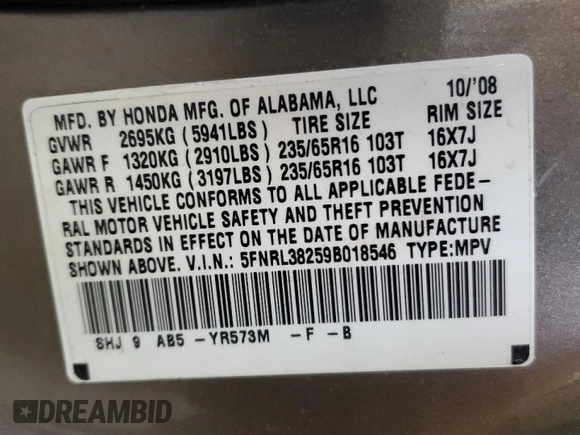 MFD. BY HONDA MFG. OF ALABAMA, LLC 10/'08
GVWR 2695KG (5941LBS) TIRE SIZE RIM SIZE
GAWR F 1320KG (2910LBS) 235/65R16 103T 16X7J
GAWR R 1450KG (3197LBS) 235/65R16 103T 16X7J
THIS VEHICLE CONFORMS TO ALL APPLICABLE FEDE-
RAL MOTOR VEHICLE SAFETY AND THEFT PREVENTION
STANDARDS IN EFFECT ON THE DATE OF MANUFACTURE
SHOWN ABOVE. V.I.N.: 5FNRL38259B018546 TYPE:MPV
SHJ 9 AB5 -YR573M -F -B
DREAMBID